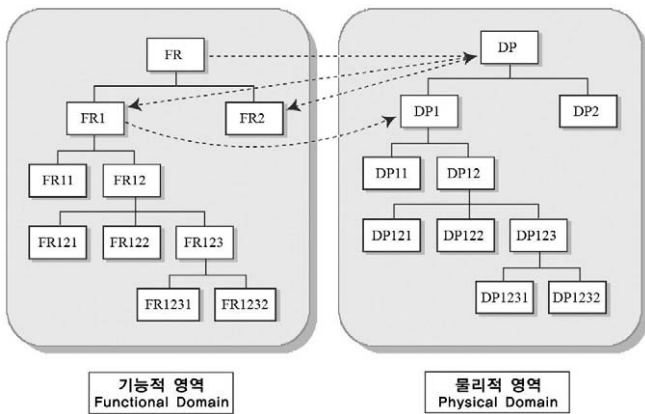 FR
FR1
FR2
FR11
FR12
FR121
FR122
FR123
FR1231
FR1232
기능적 영역
Functional Domain
DP
DP1
DP2
DP11
DP12
DP121
DP122
DP123
DP1231
DP1232
물리적 영역
Physical Domain